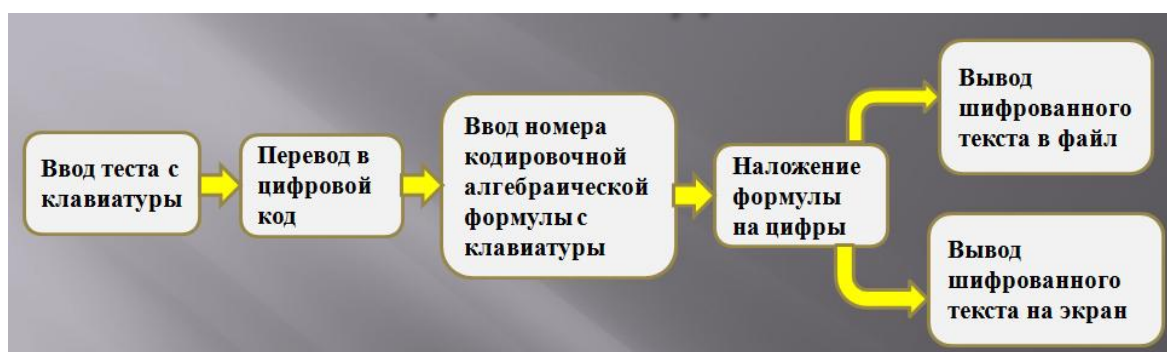 Ввод теста с
клавиатуры
Перевод в
цифровой
код
Ввод номера
кодировочной
алгебраической
формулы с
клавиатуры
Наложение
формулы
на цифры
Вывод
шифрованного
текста в файл
Вывод
шифрованного
текста на экран